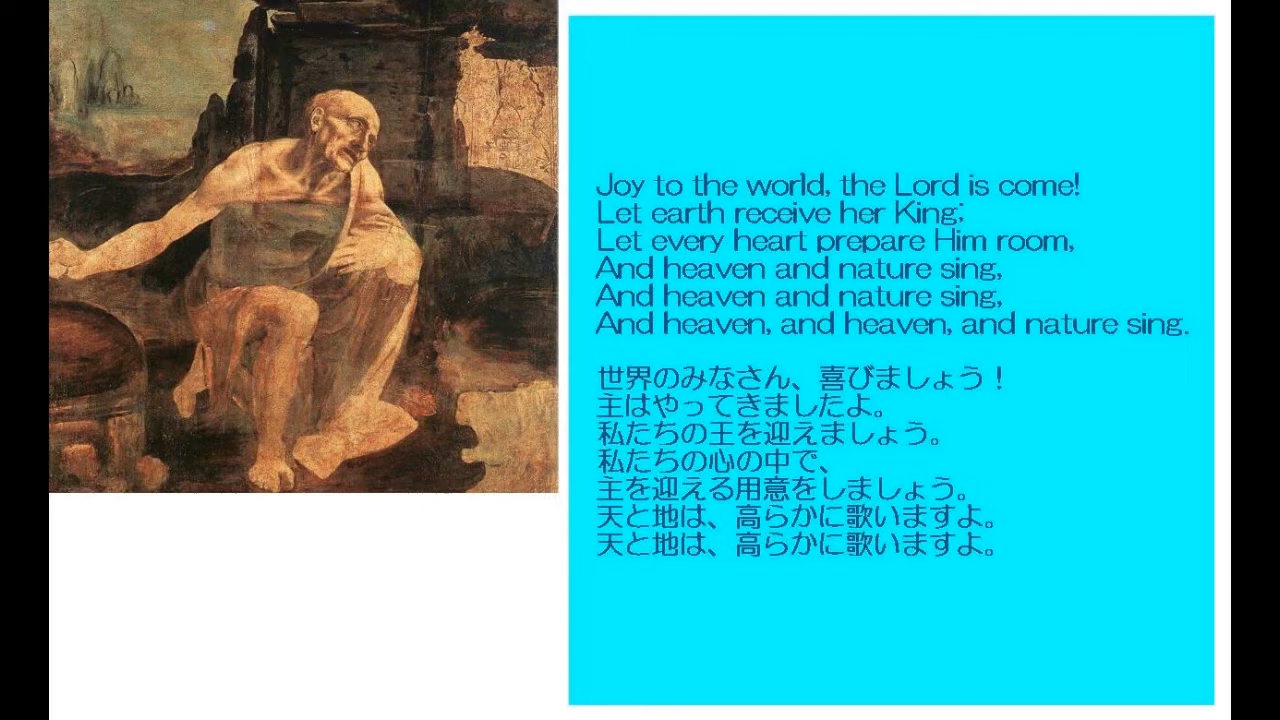 Joy to the world, the Lord is come!
Let earth receive her King;
Let every heart prepare Him room,
And heaven and nature sing,
And heaven and nature sing,
And heaven, and heaven, and nature sing.
世界のみなさん、喜びましょう！
主はやってきましたよ。
私たちの王を迎えましょう。
私たちの心の中で、
主を迎える用意をしましょう。
天と地は、高らかに歌いますよ。
天と地は、高らかに歌いますよ。